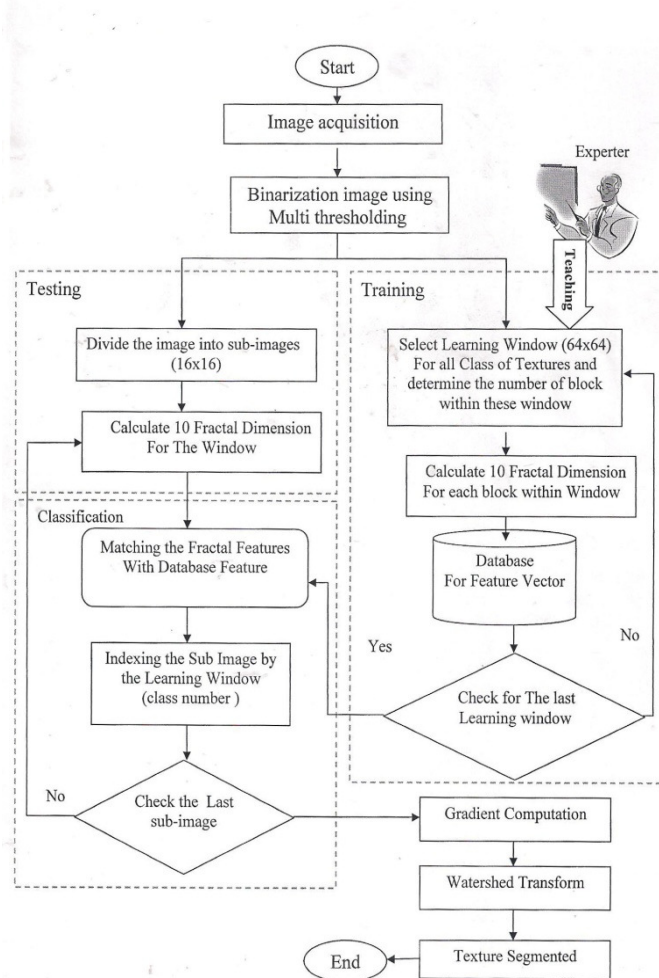 Start
Image acquisition
Experter
Binarization image using
Multi thresholding
Teaching
Testing
Divide the image into sub-images
(16x16)
Calculate 10 Fractal Dimension
For The Window
Training
Select Learning Window (64x64)
For all Class of Textures and
determine the number of block
within these window
Calculate 10 Fractal Dimension
For each block within Window
Database
For Feature Vector
Yes
No
Check for The last
Learning window
Classification
Matching the Fractal Features
With Database Feature
Indexing the Sub Image by
the Learning Window
(class number )
No
Check the Last
sub-image
Gradient Computation
Watershed Transform
Texture Segmented
End